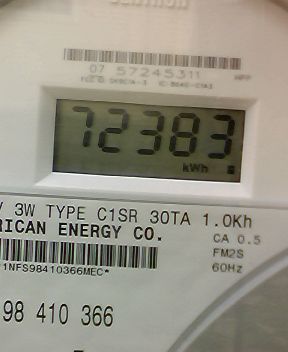 07 57245311
72383
kWh
V 3W TYPE C1SR 30TA 1.0Kh
RICAN ENERGY CO.
CA 0.5
FM2S
60Hz
1NFS98410366MEC*
98 410 366